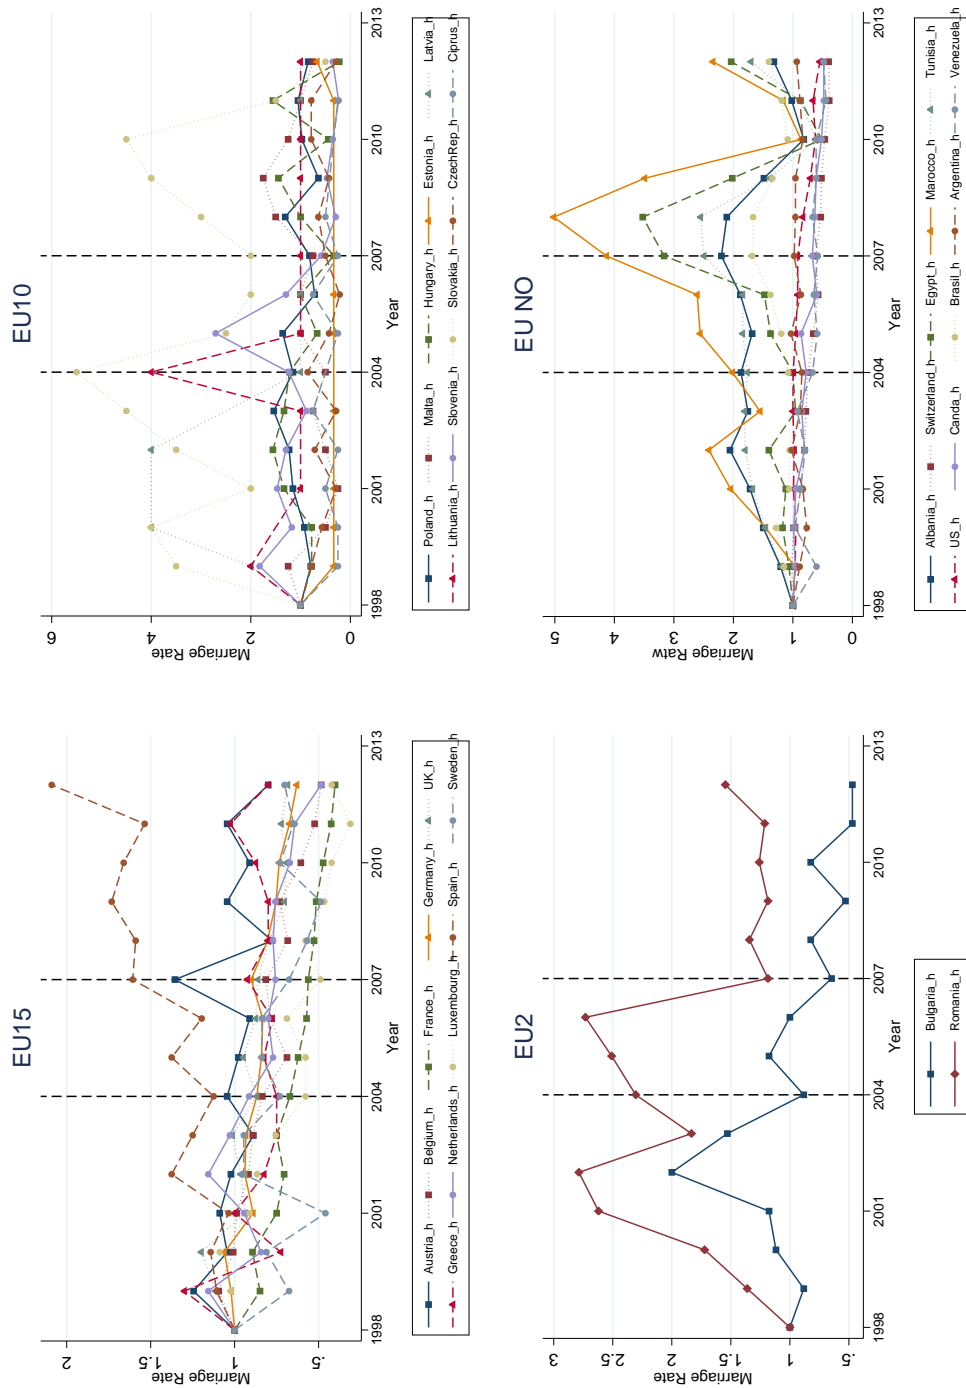 EU15
Marriage Rate
2
1.5
1
.5
1998 2001 2004 2007 2010 2013
Year
Austria_h Belgium_h France_h Germany_h UK_h
Greece_h Netherlands_h Luxembourg_h Spain_h Sweden_h
EU10
Marriage Rate
6
4
2
0
1998 2001 2004 2007 2010 2013
Year
Poland_h Malta_h Hungary_h Estonia_h Latvia_h
Lithuania_h Slovenia_h Slovakia_h CzechRep_h Ciprus_h
EU2
Marriage Rate
3
2.5
2
1.5
1
.5
1998 2001 2004 2007 2010 2013
Year
Bulgaria_h
Romania_h
EU NO
Marriage Ratw
5
4
3
2
1
0
1998 2001 2004 2007 2010 2013
Year
Albania_h Switzerland_h Egypt_h Marocco_h Tunisia_h
US_h Canda_h Brasil_h Argentina_h Venezuela_h